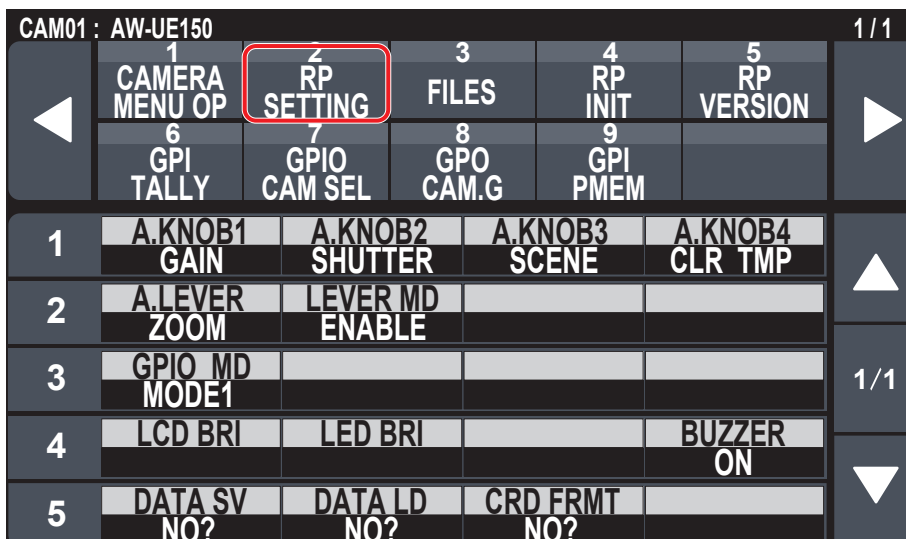 CAM01 : AW-UE150 1 / 1
1 2 3 4 5
CAMERA MENU OP
RP SETTING
FILES
RP INIT
RP VERSION
6 7 8 9
GPI TALLY
GPIO CAM SEL
GPO CAM.G
GPI PMEM
1 A.KNOB1 A.KNOB2 A.KNOB3 A.KNOB4
GAIN SHUTTER SCENE CLR TMP
2 A.LEVER LEVER MD
ZOOM ENABLE
3 GPIO MD
MODE1
1/1
4 LCD BRI LED BRI BUZZER
ON
5 DATA SV DATA LD CRD FRMT
NO? NO? NO?